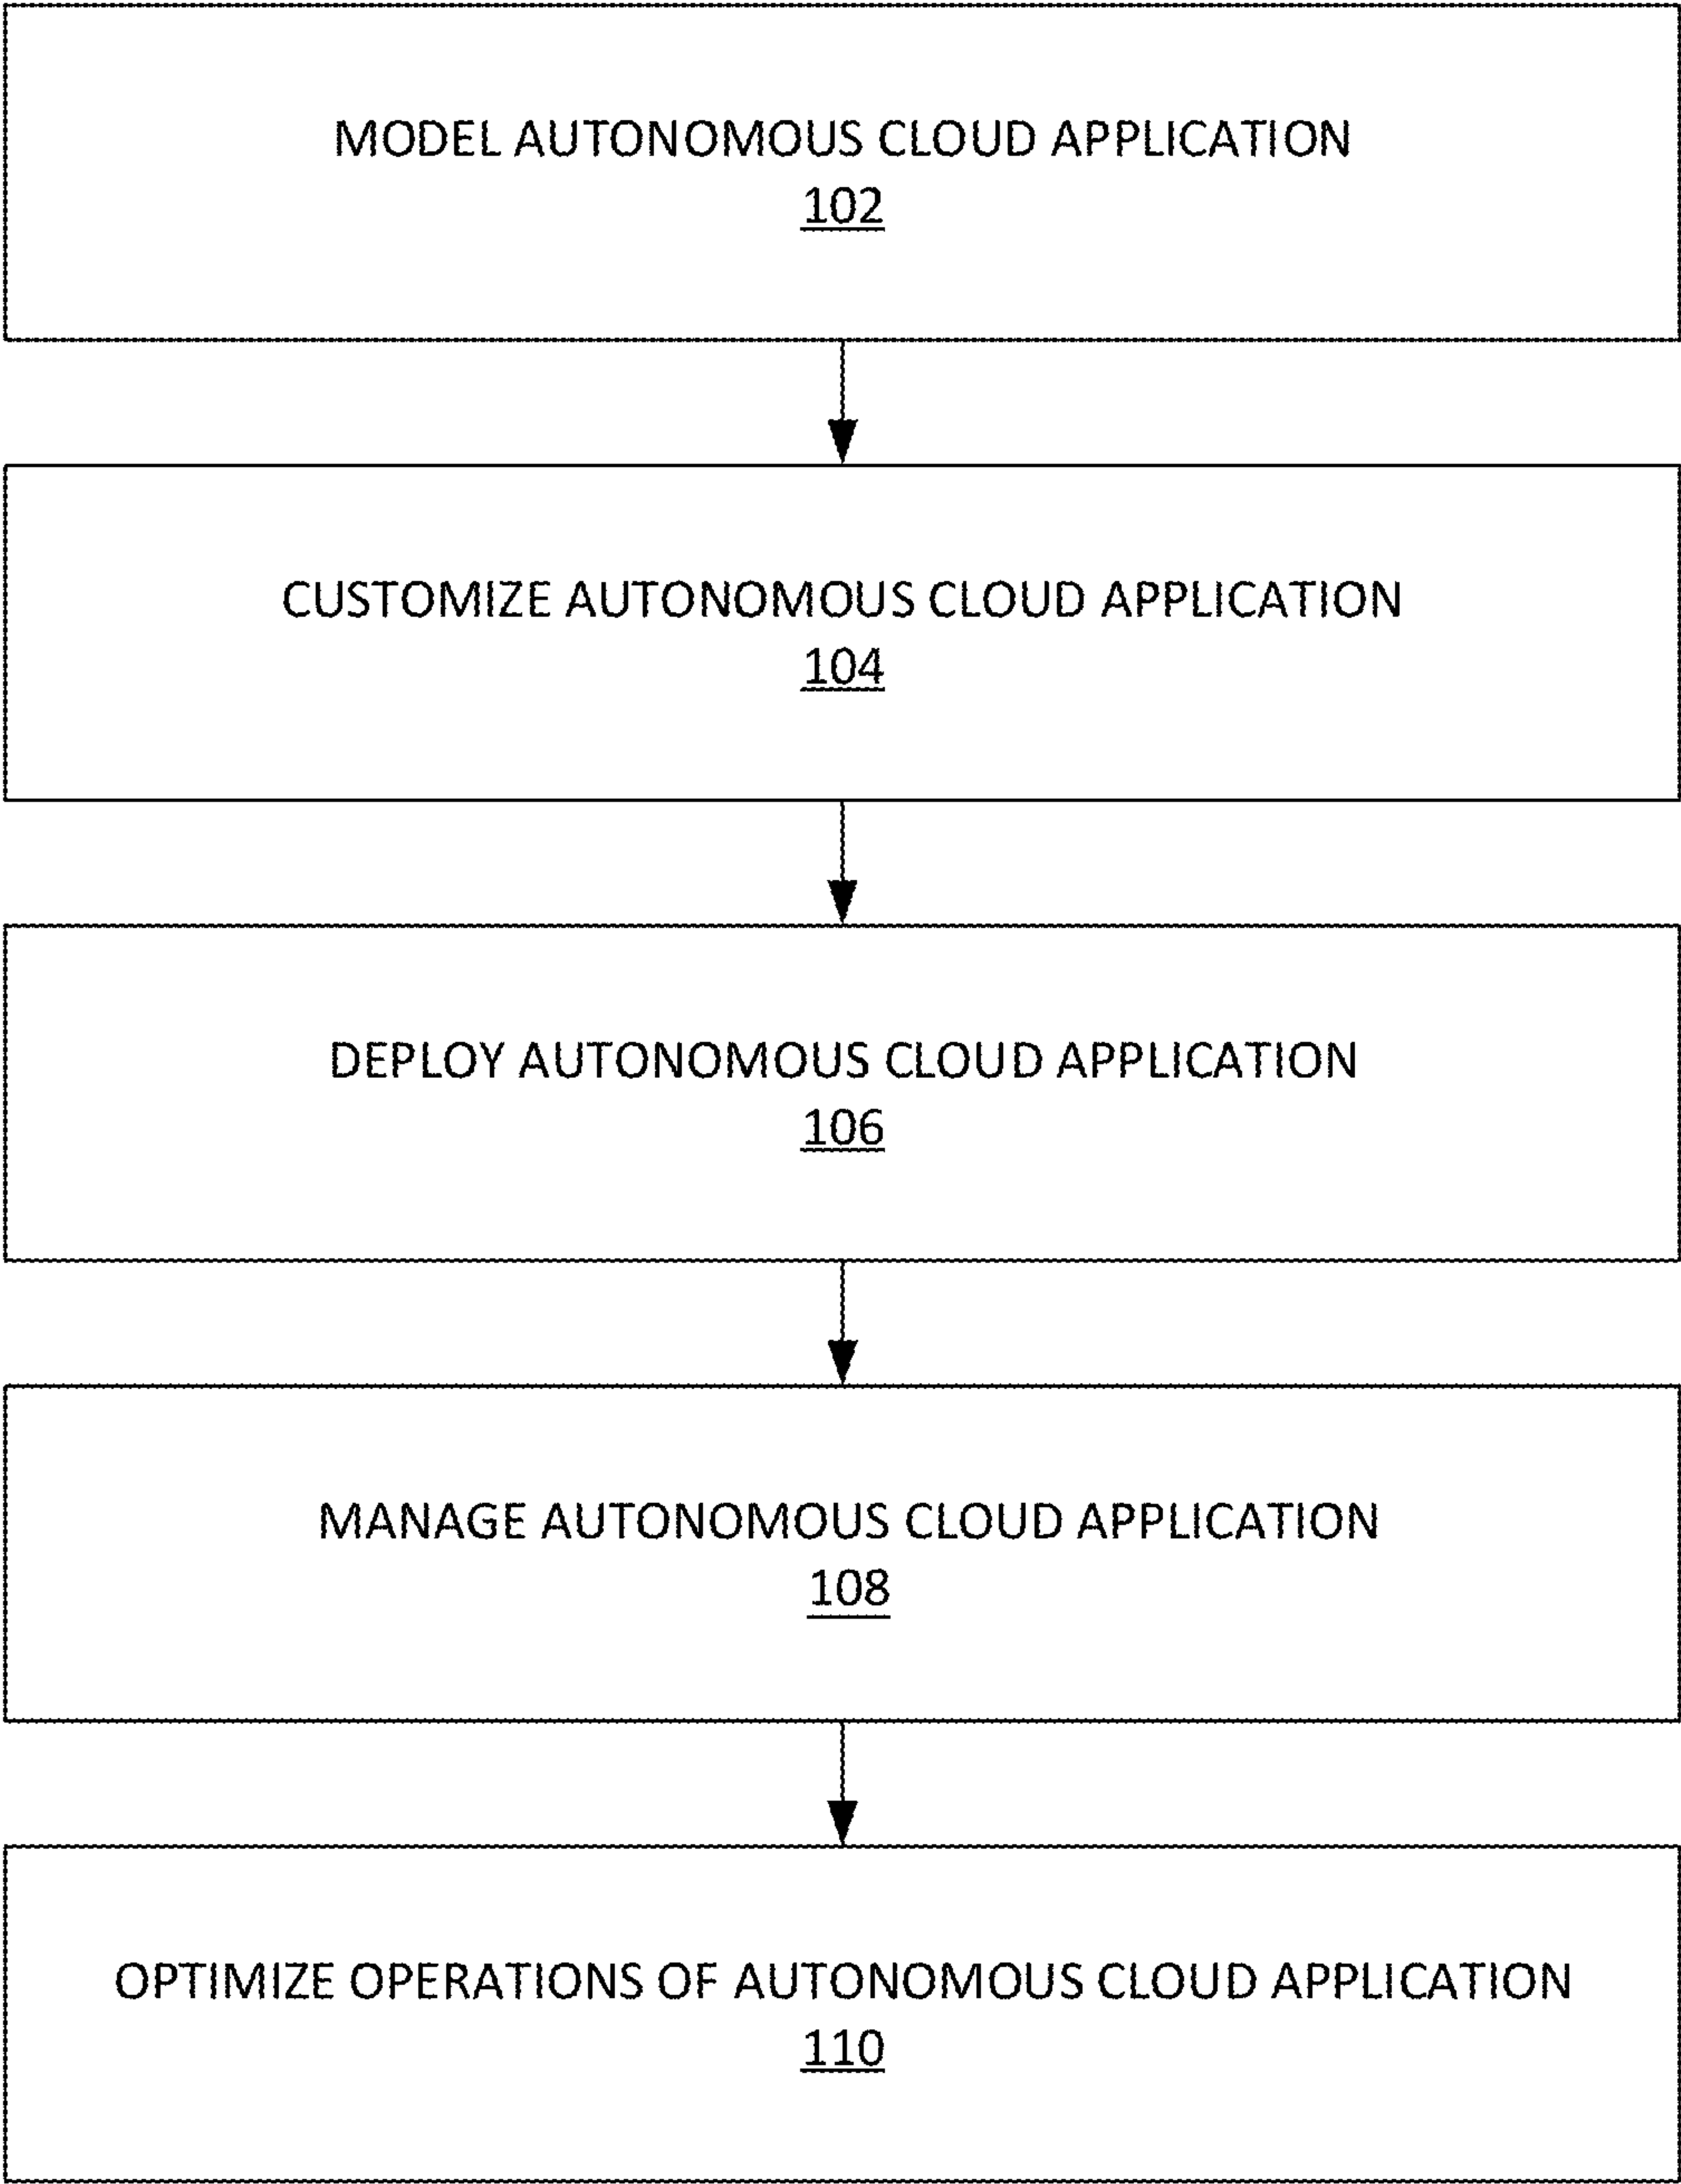 MODEL AUTONOMOUS CLOUD APPLICATION
102
CUSTOMIZE AUTONOMOUS CLOUD APPLICATION
104
DEPLOY AUTONOMOUS CLOUD APPLICATION
106
MANAGE AUTONOMOUS CLOUD APPLICATION
108
OPTIMIZE OPERATIONS OF AUTONOMOUS CLOUD APPLICATION
110